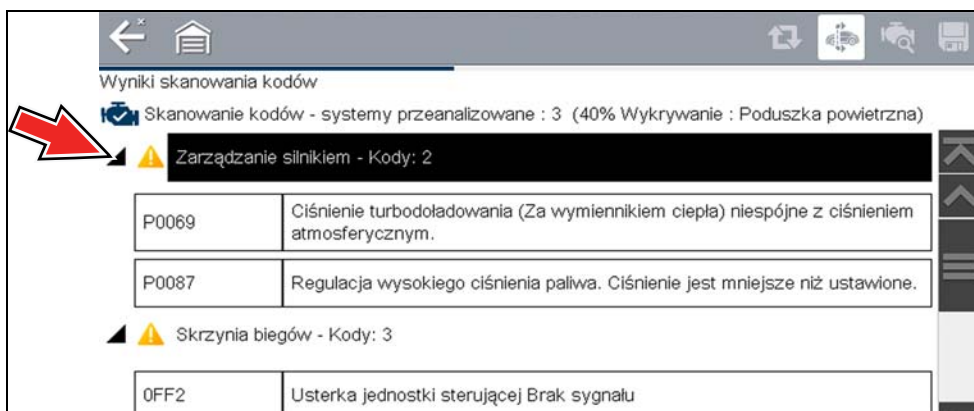 Wyniki skanowania kodów
Skanowanie kodów - systemy przeanalizowane : 3 (40% Wykrywanie : Poduszka powietrzna)
Zarządzanie silnikiem - Kody: 2
P0069
Ciśnienie turbodoładowania (Za wymiennikiem ciepła) niespójne z ciśnieniem
atmosferycznym.
P0087
Regulacja wysokiego ciśnienia paliwa. Ciśnienie jest mniejsze niż ustawione.
Skrzynia biegów - Kody: 3
0FF2
Usterka jednostki sterującej Brak sygnału